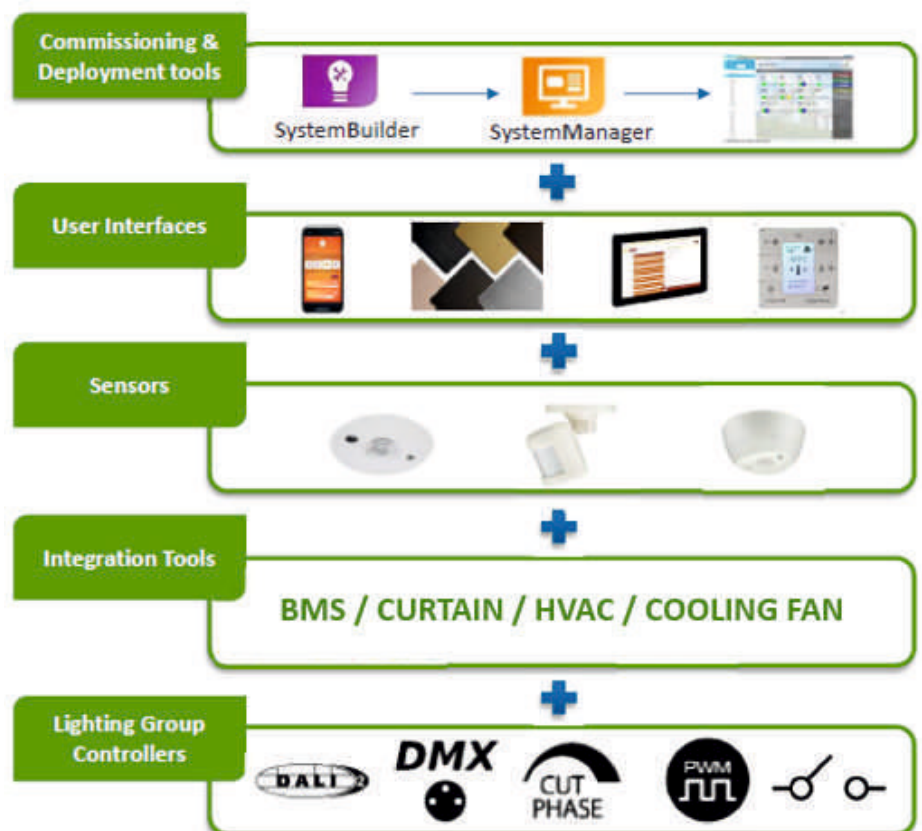 Commissioning &
Deployment tools
SystemBuilder
SystemManager
User Interfaces
Sensors
Integration Tools
BMS / CURTAIN / HVAC / COOLING FAN
Lighting Group
Controllers
DALI 2
DMX
CUT
PHASE
PWM